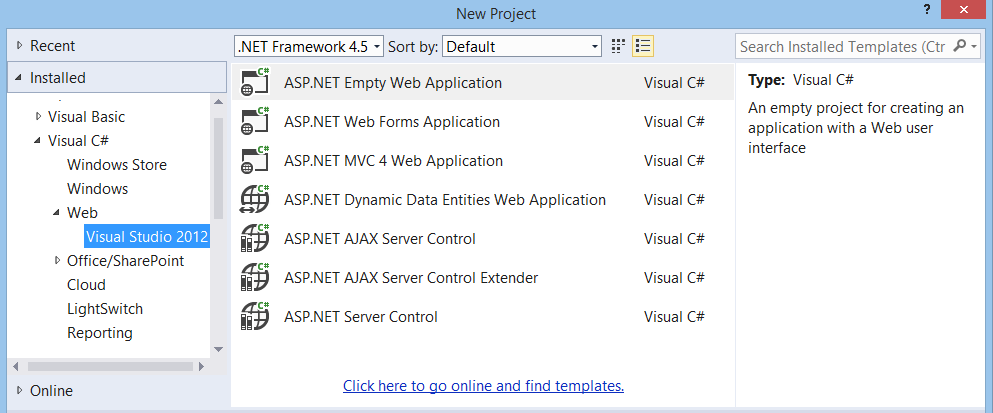 New Project
?
Recent
.NET Framework 4.5
Sort by:
Default
Search Installed Templates (Ctr
Installed
Visual Basic
Visual C#
Windows Store
Windows
Web
Visual Studio 2012
Office/SharePoint
Cloud
LightSwitch
Reporting
Online
C# ASP.NET Empty Web Application Visual C#
C# ASP.NET Web Forms Application Visual C#
C# ASP.NET MVC 4 Web Application Visual C#
C# ASP.NET Dynamic Data Entities Web Application Visual C#
C# ASP.NET AJAX Server Control Visual C#
C# ASP.NET AJAX Server Control Extender Visual C#
C# ASP.NET Server Control Visual C#
Click here to go online and find templates.
Type: Visual C#
An empty project for creating an
application with a Web user
interface